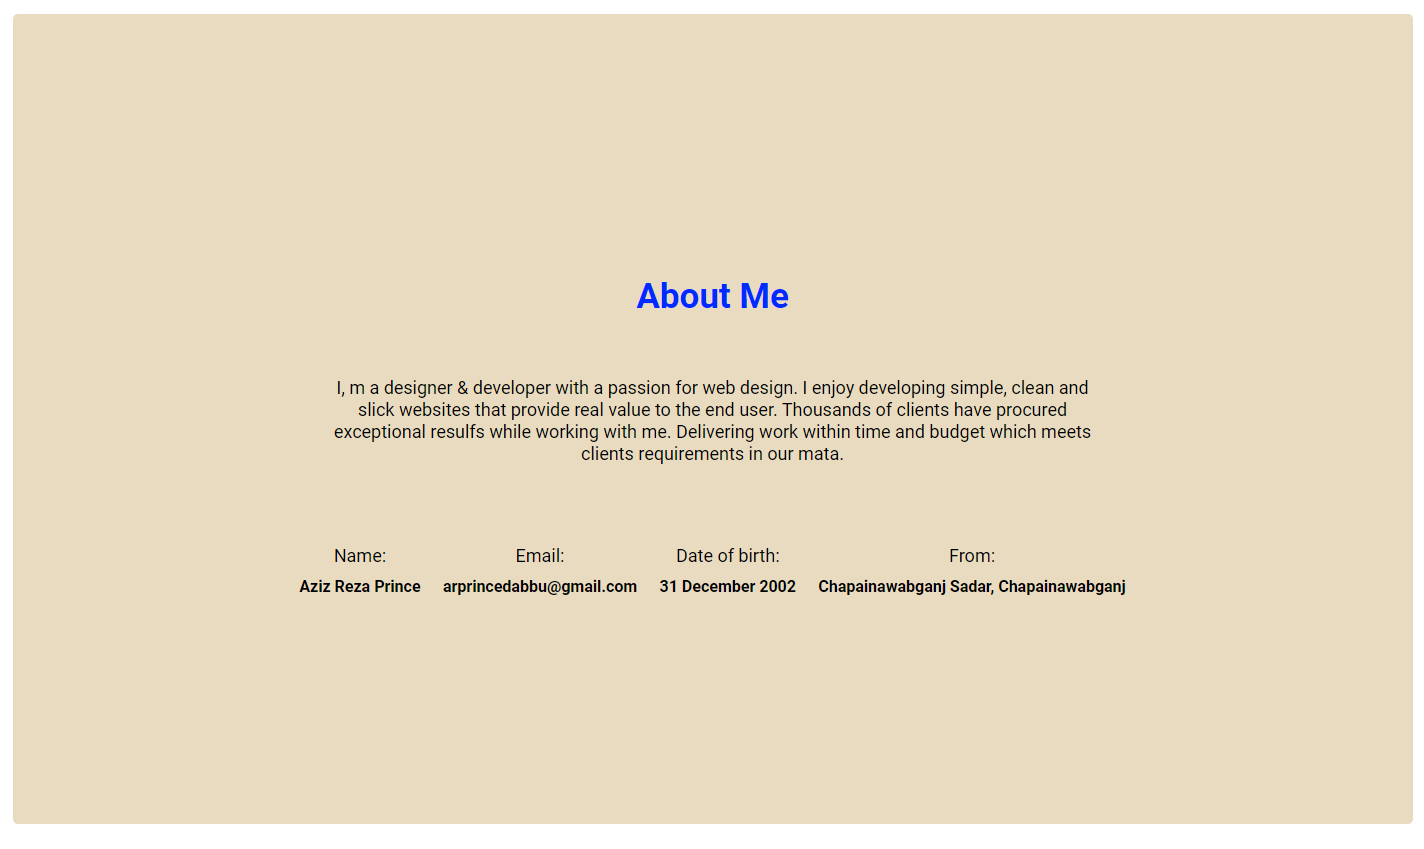 About Me
I, m a designer & developer with a passion for web design. I enjoy developing simple, clean and
slick websites that provide real value to the end user. Thousands of clients have procured
exceptional resulfs while working with me. Delivering work within time and budget which meets
clients requirements in our mata.
Name: Email: Date of birth: From:
Aziz Reza Prince arprincedabbu@gmail.com 31 December 2002 Chapainawabganj Sadar, Chapainawabganj